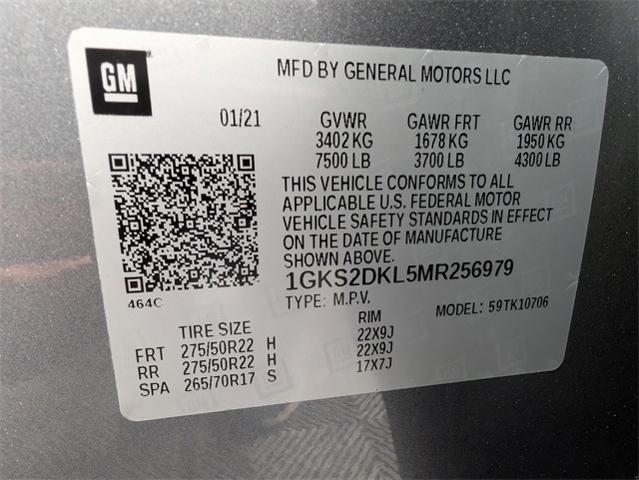 GM
MFD BY GENERAL MOTORS LLC
01/21 GVWR GAWR FRT GAWR RR
3402 KG 1678 KG 1950 KG
7500 LB 3700 LB 4300 LB
THIS VEHICLE CONFORMS TO ALL
APPLICABLE U.S. FEDERAL MOTOR
VEHICLE SAFETY STANDARDS IN EFFECT
ON THE DATE OF MANUFACTURE
SHOWN ABOVE.
1GKS2DKL5MR256979
464C
TYPE: M.P.V. MODEL: 59TK10706
TIRE SIZE RIM
FRT 275/50R22 H 22X9J
RR 275/50R22 H 22X9J
SPA 265/70R17 S 17X7J